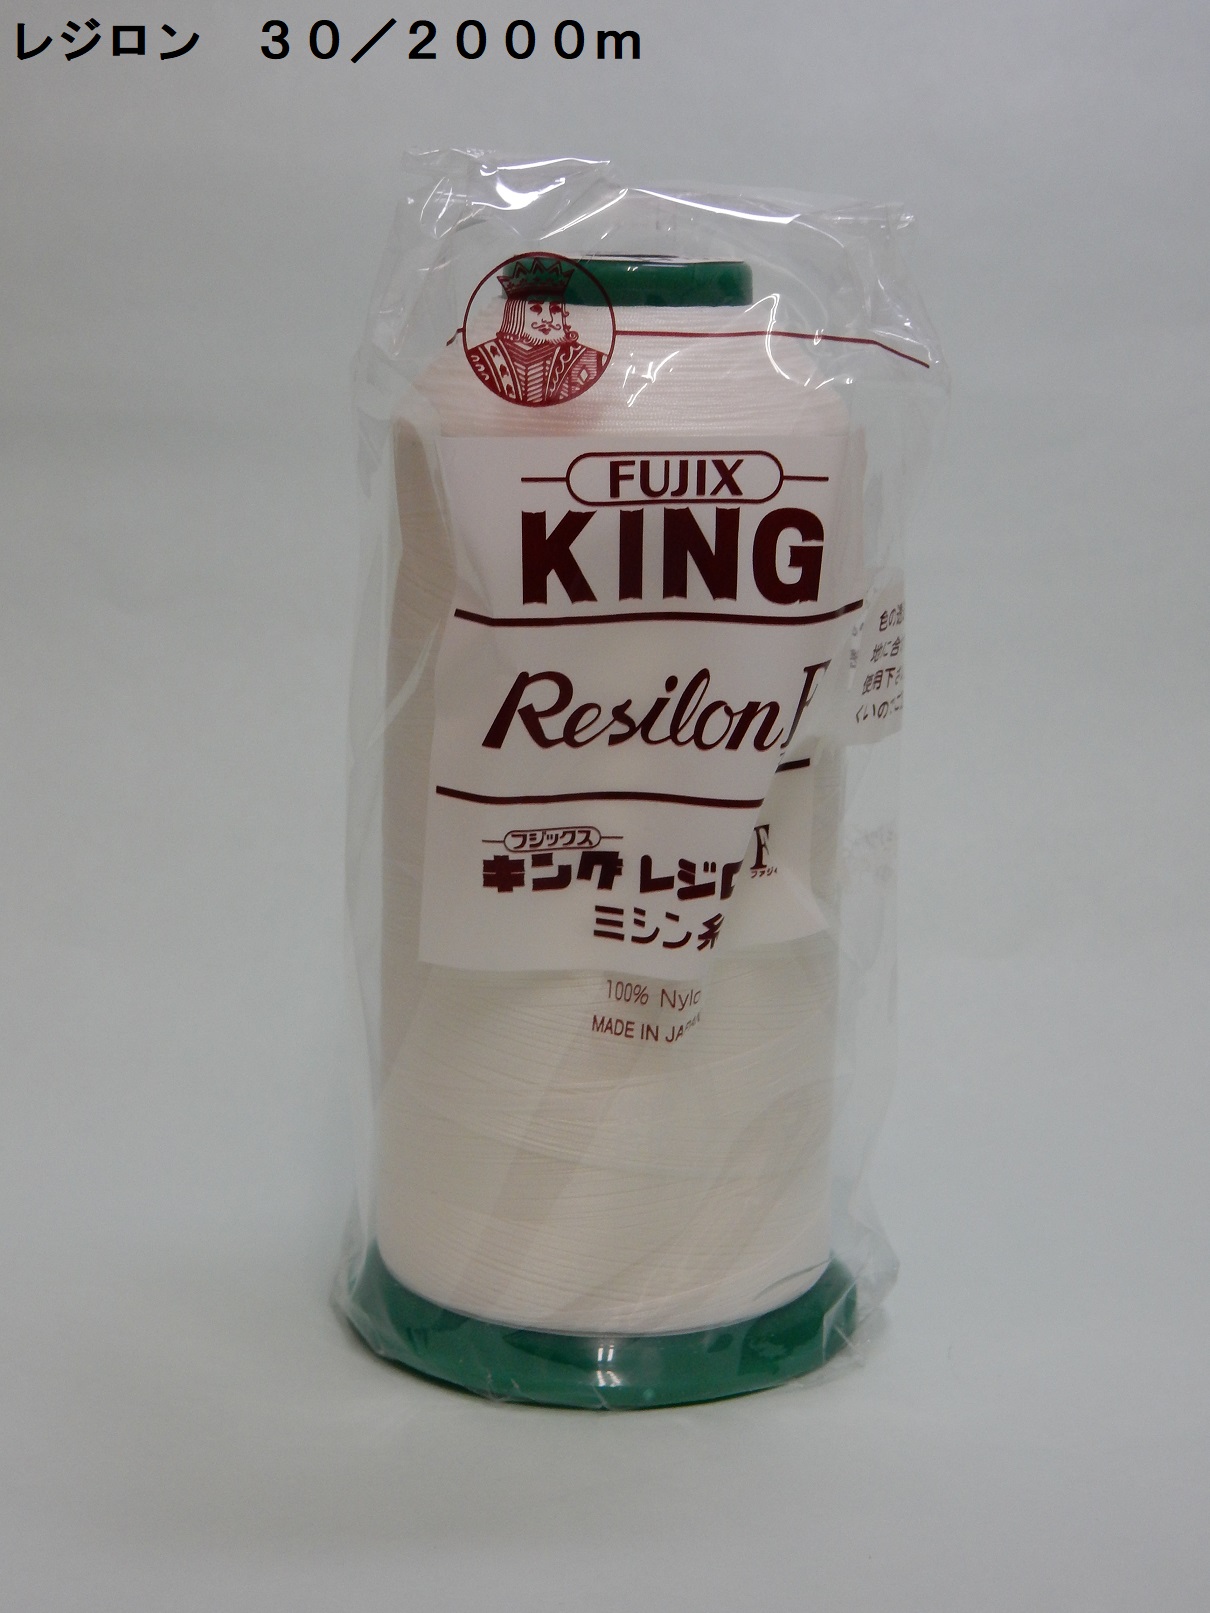 レジロン　３０／２０００ｍ
FUJIX
KING
Resilon F
フジックス
キング レジロ F
ファジィ
ミシン糸
100% Nylo
MADE IN JA
色の
地に合
使用下さ
くいのでご